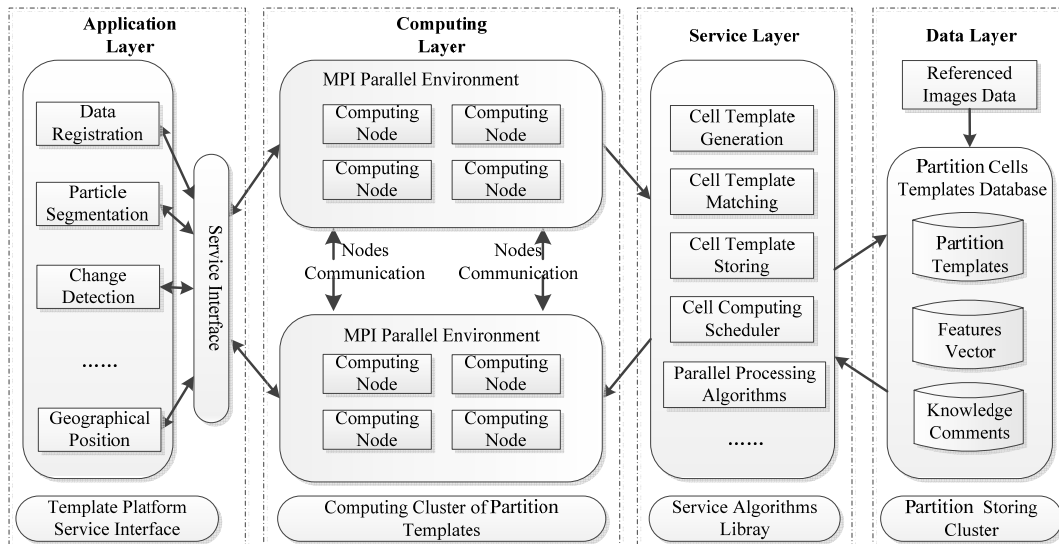 Application
Layer
Data
Registration
Particle
Segmentation
Change
Detection
......
Geographical
Position
Service Interface
Template Platform
Service Interface
Computing
Layer
MPI Parallel Environment
Computing
Node
Computing
Node
Computing
Node
Computing
Node
Nodes
Communication
Nodes
Communication
MPI Parallel Environment
Computing
Node
Computing
Node
Computing
Node
Computing
Node
Computing Cluster of Partition
Templates
Service Layer
Cell Template
Generation
Cell Template
Matching
Cell Template
Storing
Cell Computing
Scheduler
Parallel Processing
Algorithms
......
Service Algorithms
Libray
Data Layer
Referenced
Images Data
Partition Cells
Templates Database
Partition
Templates
Features
Vector
Knowledge
Comments
Partition Storing
Cluster